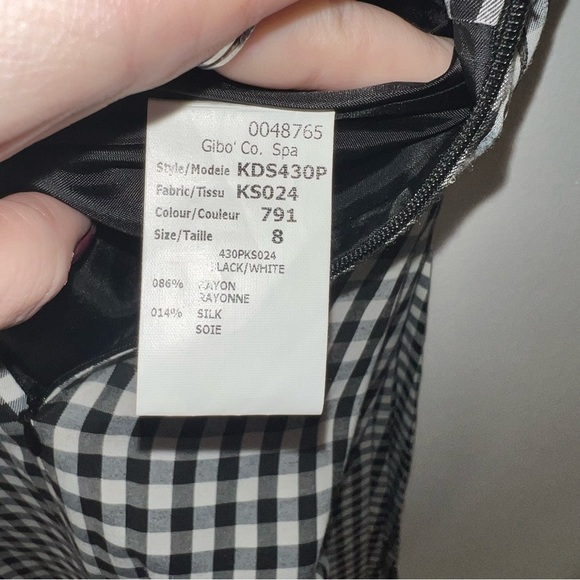 0048765
Gibo' Co. Spa
Style/Modele KDS430P
Fabric/Tissu KS024
Colour/Couleur 791
Size/Taille 8
430PKS024
BLACK/WHITE
086% RAYON
RAYONNE
014% SILK
SOIE